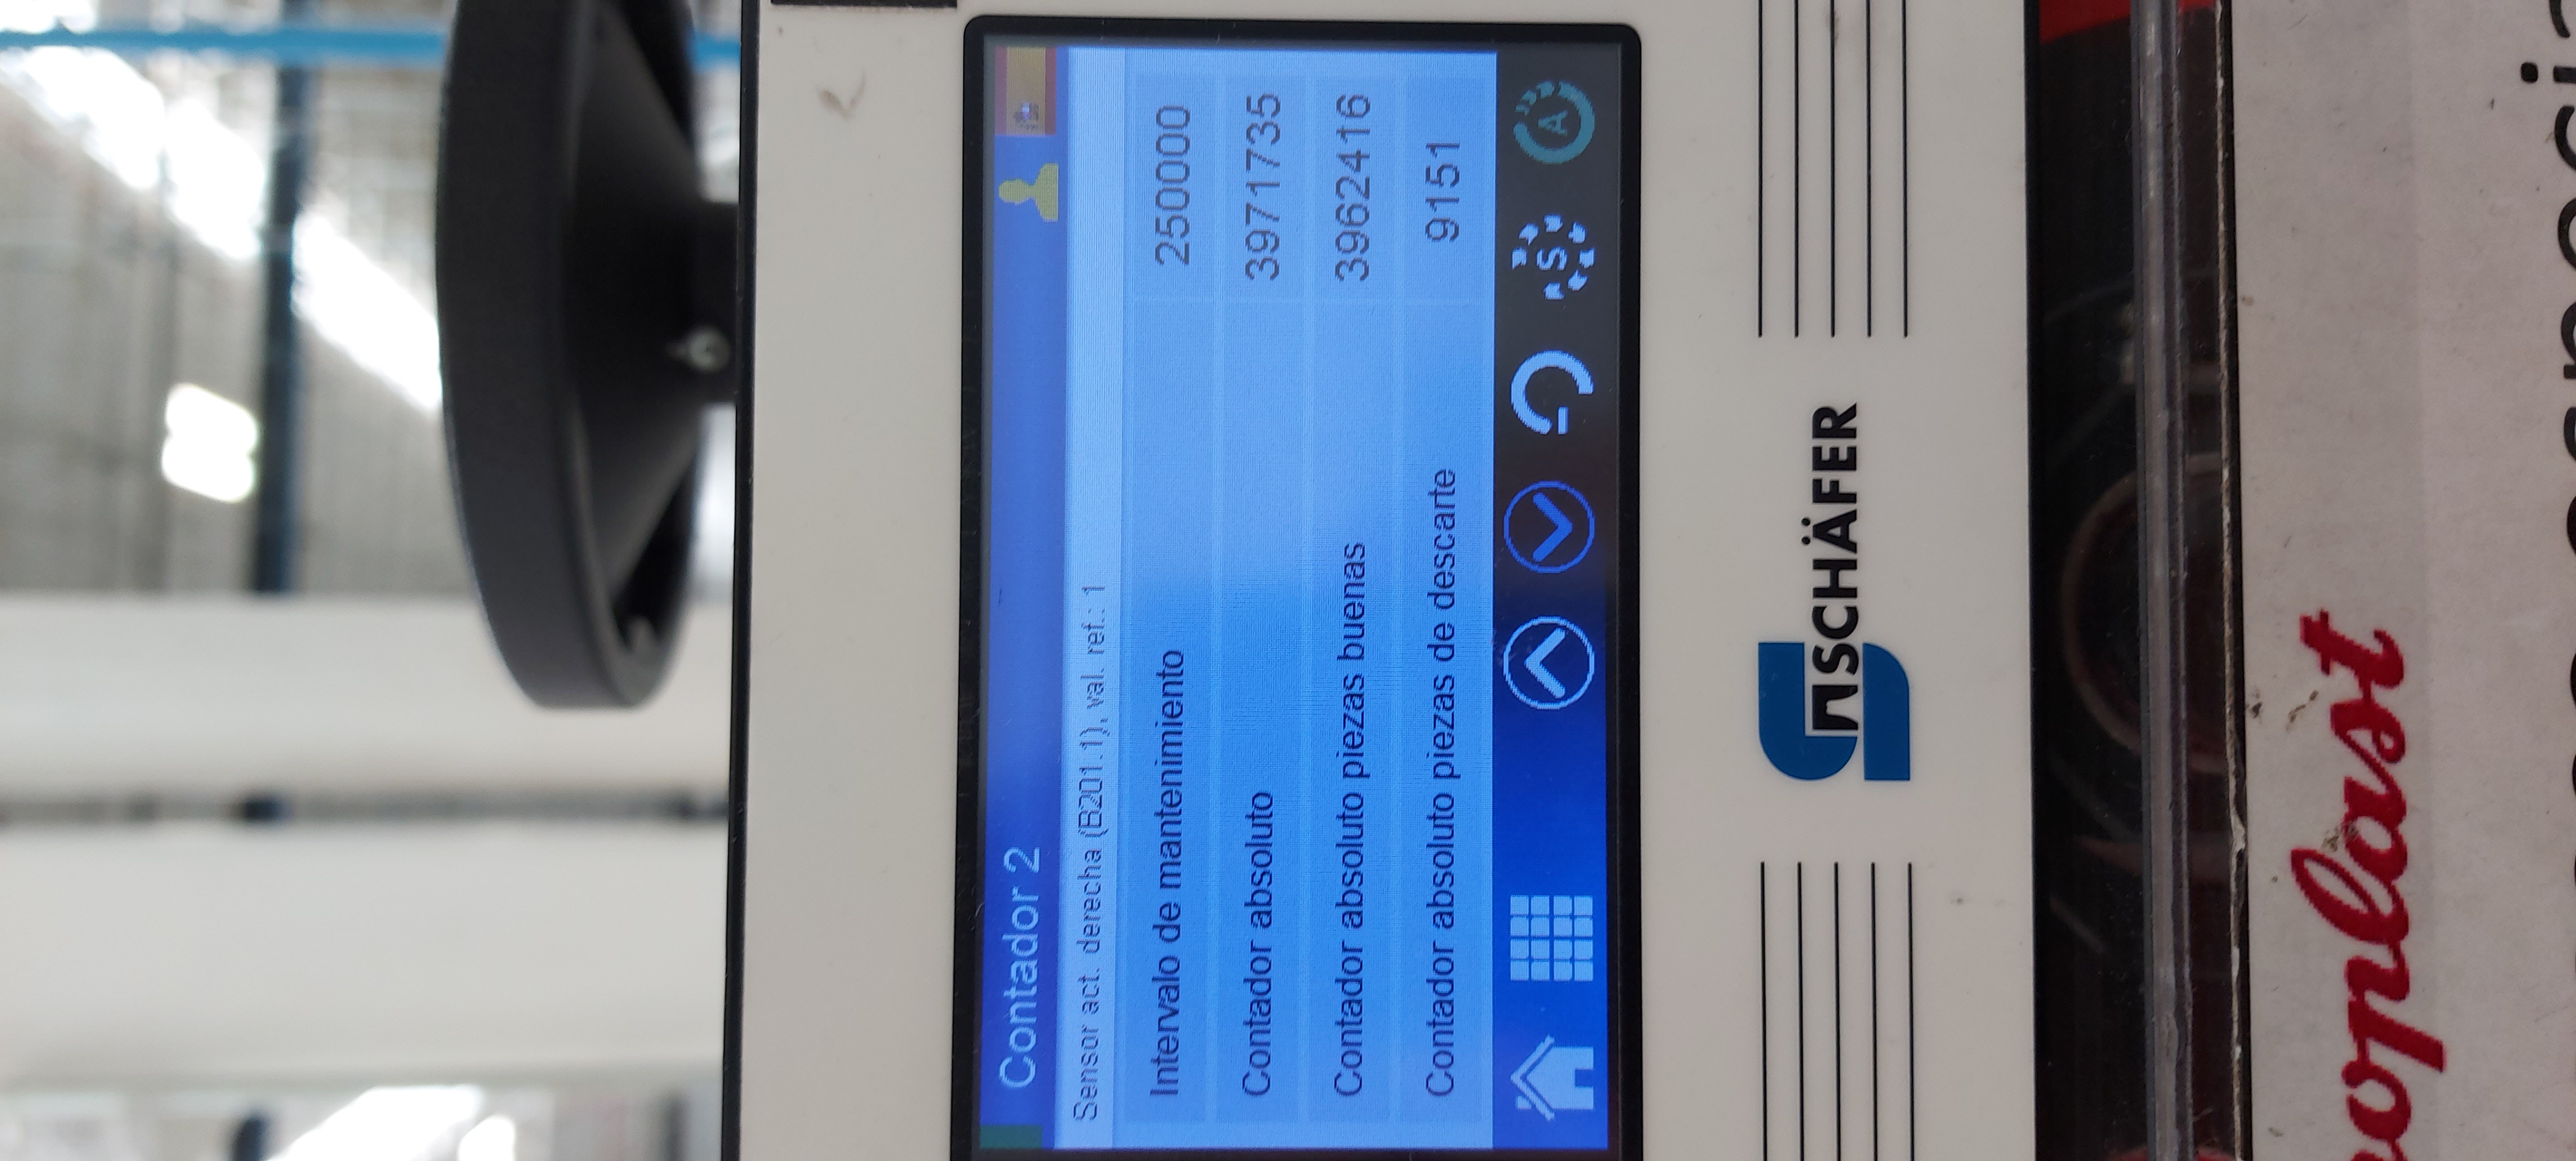 Contador 2
Sensor act. derecha (B201.1), val. ref.: 1
Intervalo de mantenimiento 250000
Contador absoluto 3971735
Contador absoluto piezas buenas 3962416
Contador absoluto piezas de descarte 9151
S A
SCHÄFER
oplast